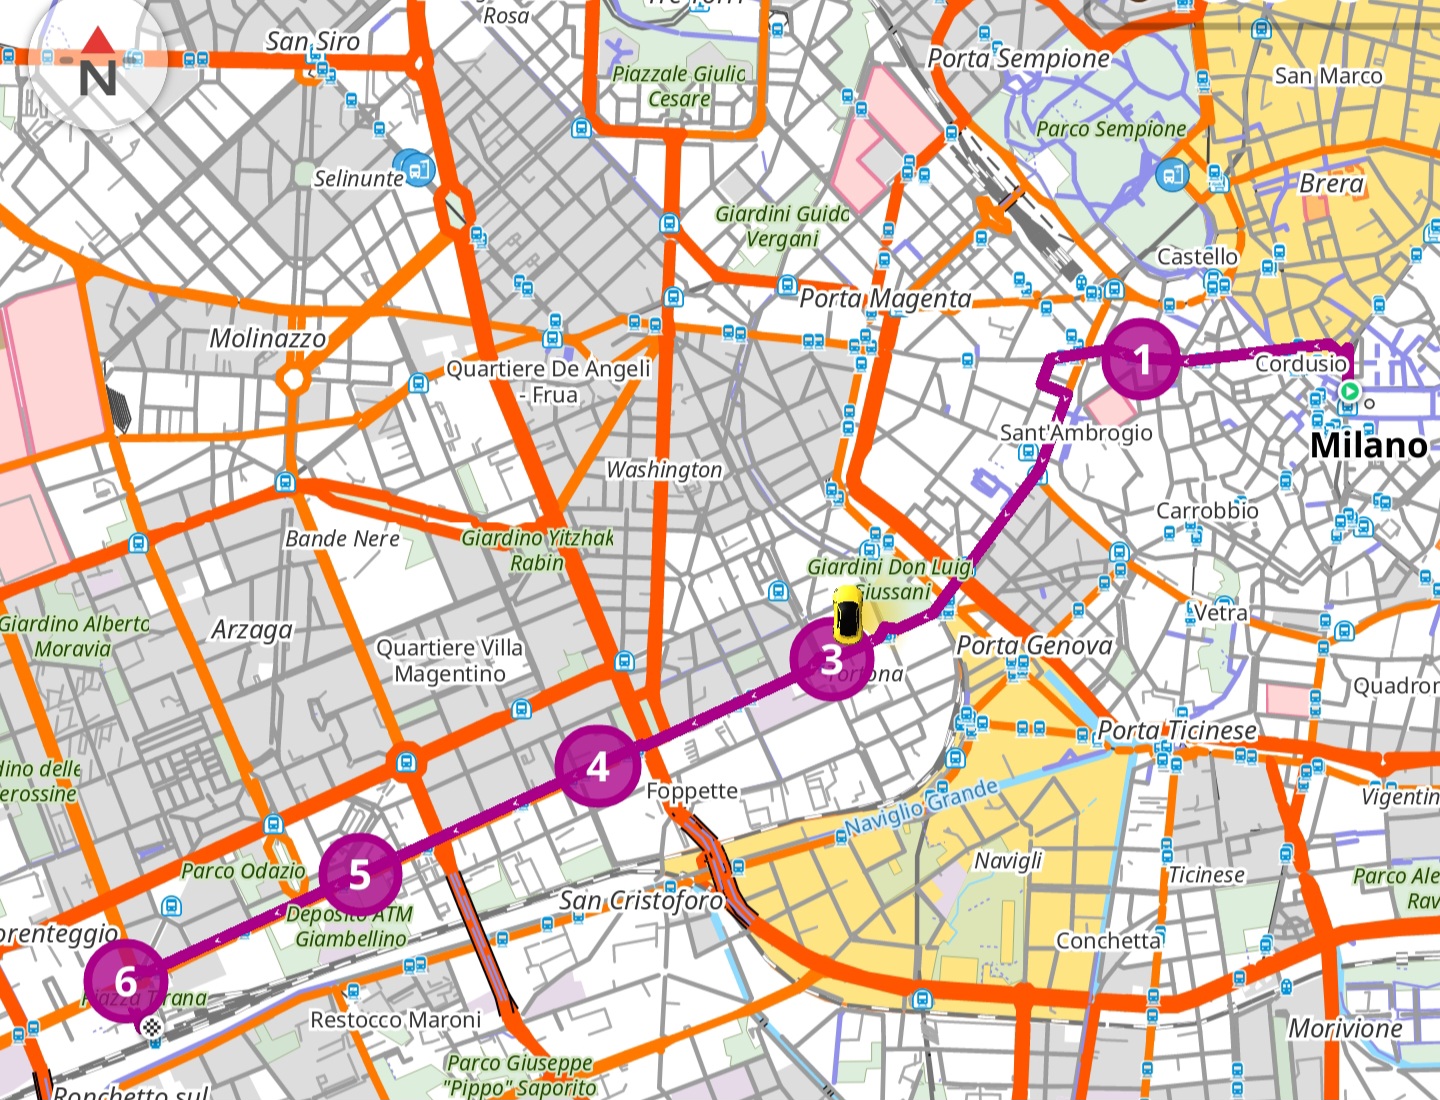 Rosa
San Siro
N
Piazzale Giulio
Cesare
Porta Sempione
San Marco
Parco Sempione
Selinunte
Brera
Giardini Guido
Vergani
Castello
Porta Magenta
Molinazzo
Quartiere De Angeli
- Frua
1
Cordusio
Sant'Ambrogio
Milano
Washington
Carrobbio
Bande Nere
Giardino Yitzhak
Rabin
Giardini Don Luigi
Giussani
Giardino Alberto
Moravia
Arzaga
Vetra
Quartiere Villa
Magentino
Porta Genova
3
Tortona
Quadron
Porta Ticinese
4
Foppette
Naviglio Grande
Vigentin
dino delle
erossine
Parco Odazio
5
Navigli
Ticinese
Parco Ale
Rav
San Cristoforo
Deposito ATM
Giambellino
orenteggio
Conchetta
6
Piazza Tirana
Restocco Maroni
Morivione
Parco Giuseppe
"Pippo" Saporito
Ronchetto sul